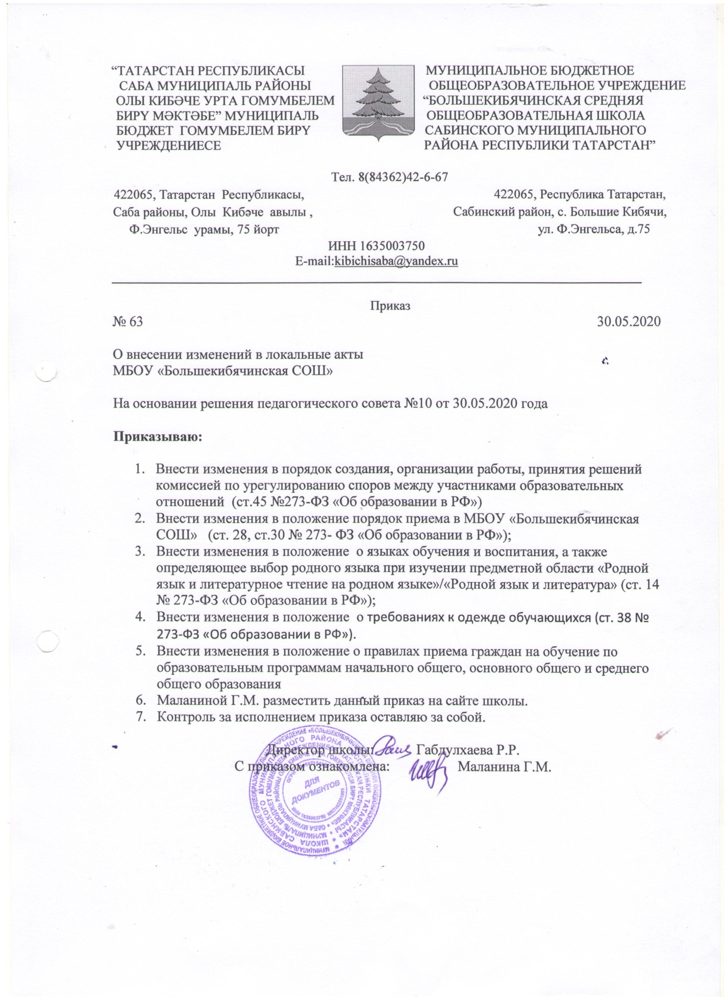 “ТАТАРСТАН РЕСПУБЛИКАСЫ
САБА МУНИЦИПАЛЬ РАЙОНЫ
ОЛЫ КИБӘЧЕ УРТА ГОМУМБЕЛЕМ
БИРҮ МӘКТӘБЕ” МУНИЦИПАЛЬ
БЮДЖЕТ ГОМУМБЕЛЕМ БИРҮ
УЧРЕЖДЕНИЕСЕ
МУНИЦИПАЛЬНОЕ БЮДЖЕТНОЕ
ОБЩЕОБРАЗОВАТЕЛЬНОЕ УЧРЕЖДЕНИЕ
“БОЛЬШЕКИБЯЧИНСКАЯ СРЕДНЯЯ
ОБЩЕОБРАЗОВАТЕЛЬНАЯ ШКОЛА
САБИНСКОГО МУНИЦИПАЛЬНОГО
РАЙОНА РЕСПУБЛИКИ ТАТАРСТАН”
Тел. 8(84362)42-6-67
422065, Татарстан Республикасы,
Саба районы, Олы Кибәче авылы ,
Ф.Энгельс урамы, 75 йорт
422065, Республика Татарстан,
Сабинский район, с. Большие Кибячи,
ул. Ф.Энгельса, д.75
ИНН 1635003750
E-mail:kibichisaba@yandex.ru
Приказ
№ 63 30.05.2020
О внесении изменений в локальные акты
МБОУ «Большекибячинская СОШ»
На основании решения педагогического совета №10 от 30.05.2020 года
Приказываю:
1. Внести изменения в порядок создания, организации работы, принятия решений
комиссией по урегулированию споров между участниками образовательных
отношений (ст.45 №273-ФЗ «Об образовании в РФ»)
2. Внести изменения в положение порядок приема в МБОУ «Большекибячинская
СОШ» (ст. 28, ст.30 № 273- ФЗ «Об образовании в РФ»);
3. Внести изменения в положение о языках обучения и воспитания, а также
определяющее выбор родного языка при изучении предметной области «Родной
язык и литературное чтение на родном языке»/«Родной язык и литература» (ст. 14
№ 273-ФЗ «Об образовании в РФ»);
4. Внести изменения в положение о требованиях к одежде обучающихся (ст. 38 №
273-ФЗ «Об образовании в РФ»).
5. Внести изменения в положение о правилах приема граждан на обучение по
образовательным программам начального общего, основного общего и среднего
общего образования
6. Маланиной Г.М. разместить данный приказ на сайте школы.
7. Контроль за исполнением приказа оставляю за собой.
Директор школы: Габдулхаева Р.Р.
С приказом ознакомлена: Маланина Г.М.
ДЛЯ
ДОКУМЕНТОВ
ИНН 1635003750